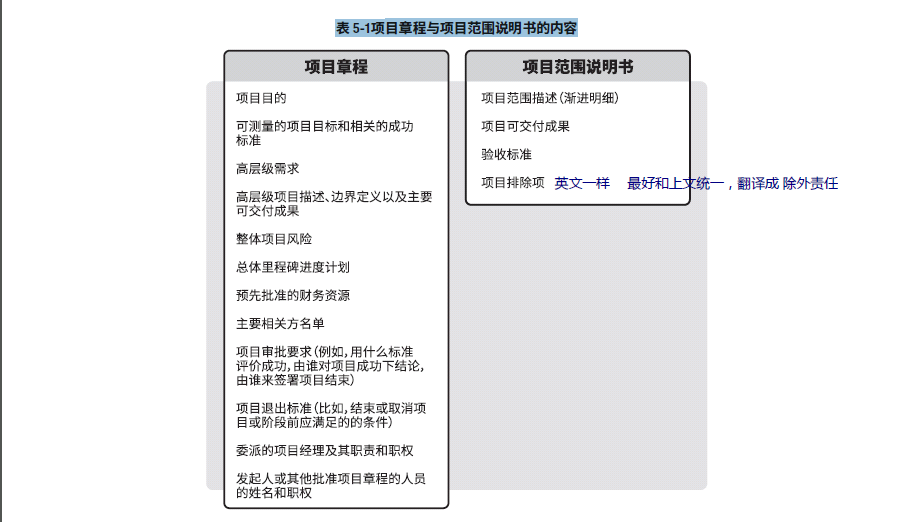 表 5-1项目章程与项目范围说明书的内容
项目章程
项目目的
可测量的项目目标和相关的成功
标准
高层级需求
高层级项目描述、边界定义以及主要
可交付成果
整体项目风险
总体里程碑进度计划
预先批准的财务资源
主要相关方名单
项目审批要求（例如，用什么标准
评价成功，由谁对项目成功下结论，
由谁来签署项目结束）
项目退出标准（比如，结束或取消项
目或阶段前应满足的的条件）
委派的项目经理及其职责和职权
发起人或其他批准项目章程的人员
的姓名和职权
项目范围说明书
项目范围描述（渐进明细）
项目可交付成果
验收标准
项目排除项 英文一样 最好和上文统一，翻译成 除外责任